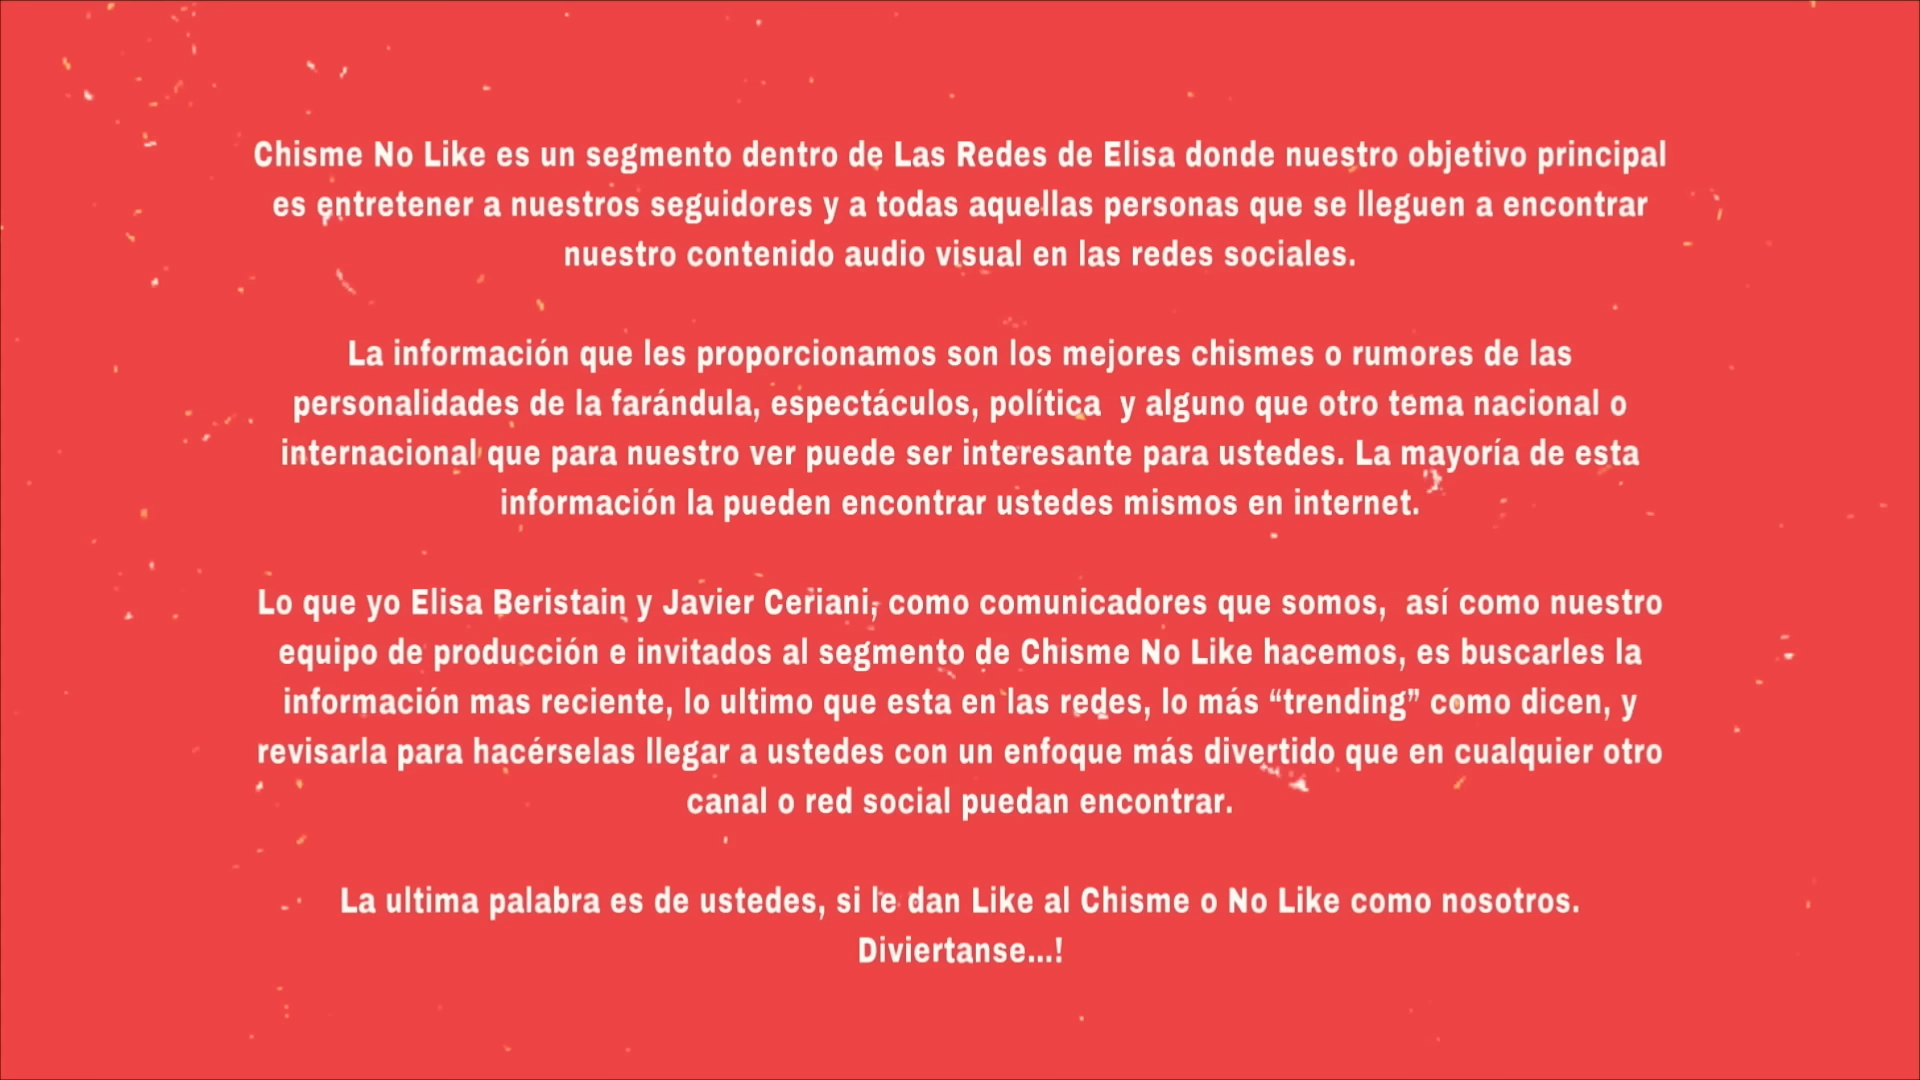 Chisme No Like es un segmento dentro de Las Redes de Elisa donde nuestro objetivo principal
es entretener a nuestros seguidores y a todas aquellas personas que se lleguen a encontrar
nuestro contenido audio visual en las redes sociales.
La información que les proporcionamos son los mejores chismes o rumores de las
personalidades de la farándula, espectáculos, política  y alguno que otro tema nacional o
internacional que para nuestro ver puede ser interesante para ustedes. La mayoría de esta
información la pueden encontrar ustedes mismos en internet.
Lo que yo Elisa Beristain y Javier Ceriani, como comunicadores que somos,  así como nuestro
equipo de producción e invitados al segmento de Chisme No Like hacemos, es buscarles la
información mas reciente, lo ultimo que esta en las redes, lo más “trending” como dicen, y
revisarla para hacérselas llegar a ustedes con un enfoque más divertido que en cualquier otro
canal o red social puedan encontrar.
La ultima palabra es de ustedes, si le dan Like al Chisme o No Like como nosotros.
Diviertanse...!